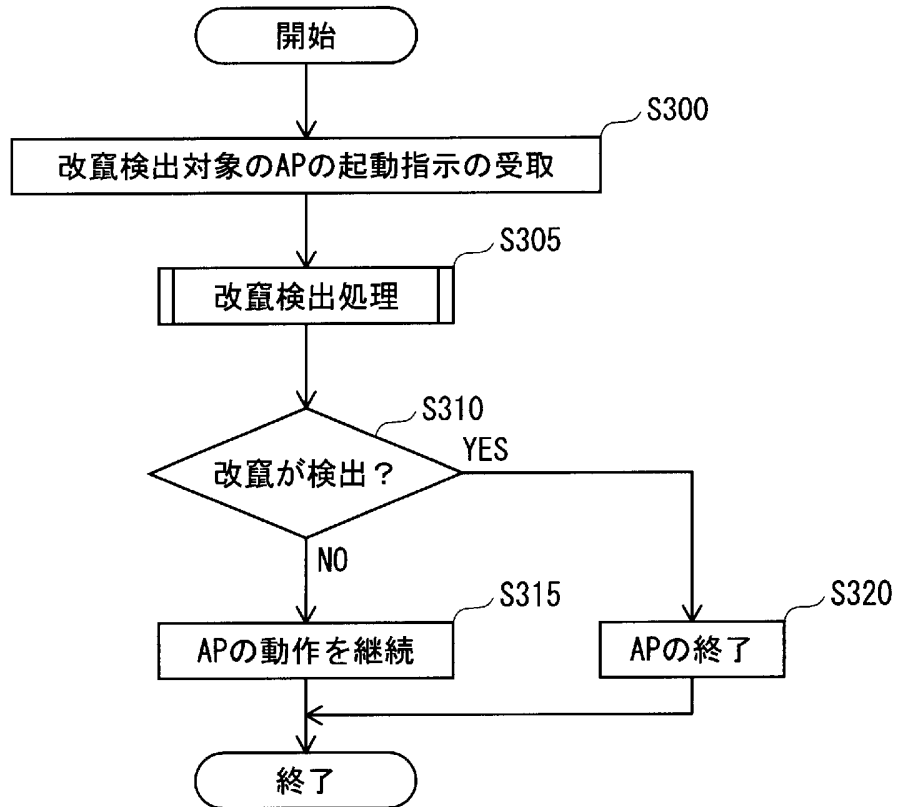 開始
S300
改竄検出対象のAPの起動指示の受取
S305
改竄検出処理
S310
改竄が検出？
YES
NO
S315
APの動作を継続
S320
APの終了
終了